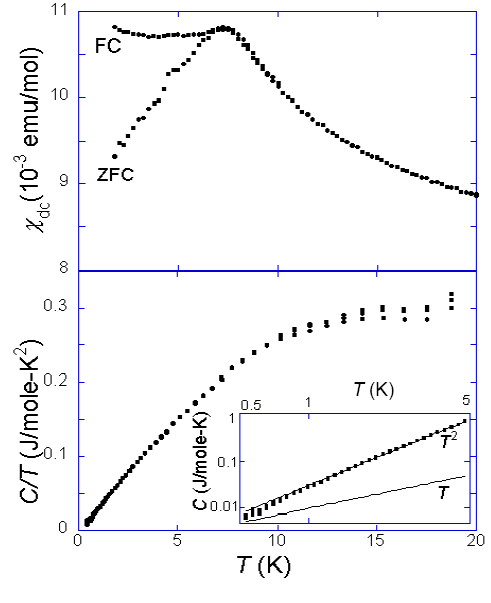 11
FC
10
ZFC
9
8
χdc(10-3 emu/mol)
0.3
0.2
0.1
0
C/T (J/mole-K2)
0.5 1 T (K) 5
1
0.1
0.01
C (J/mole-K)
T2
T
0 5 10 15 20
T (K)